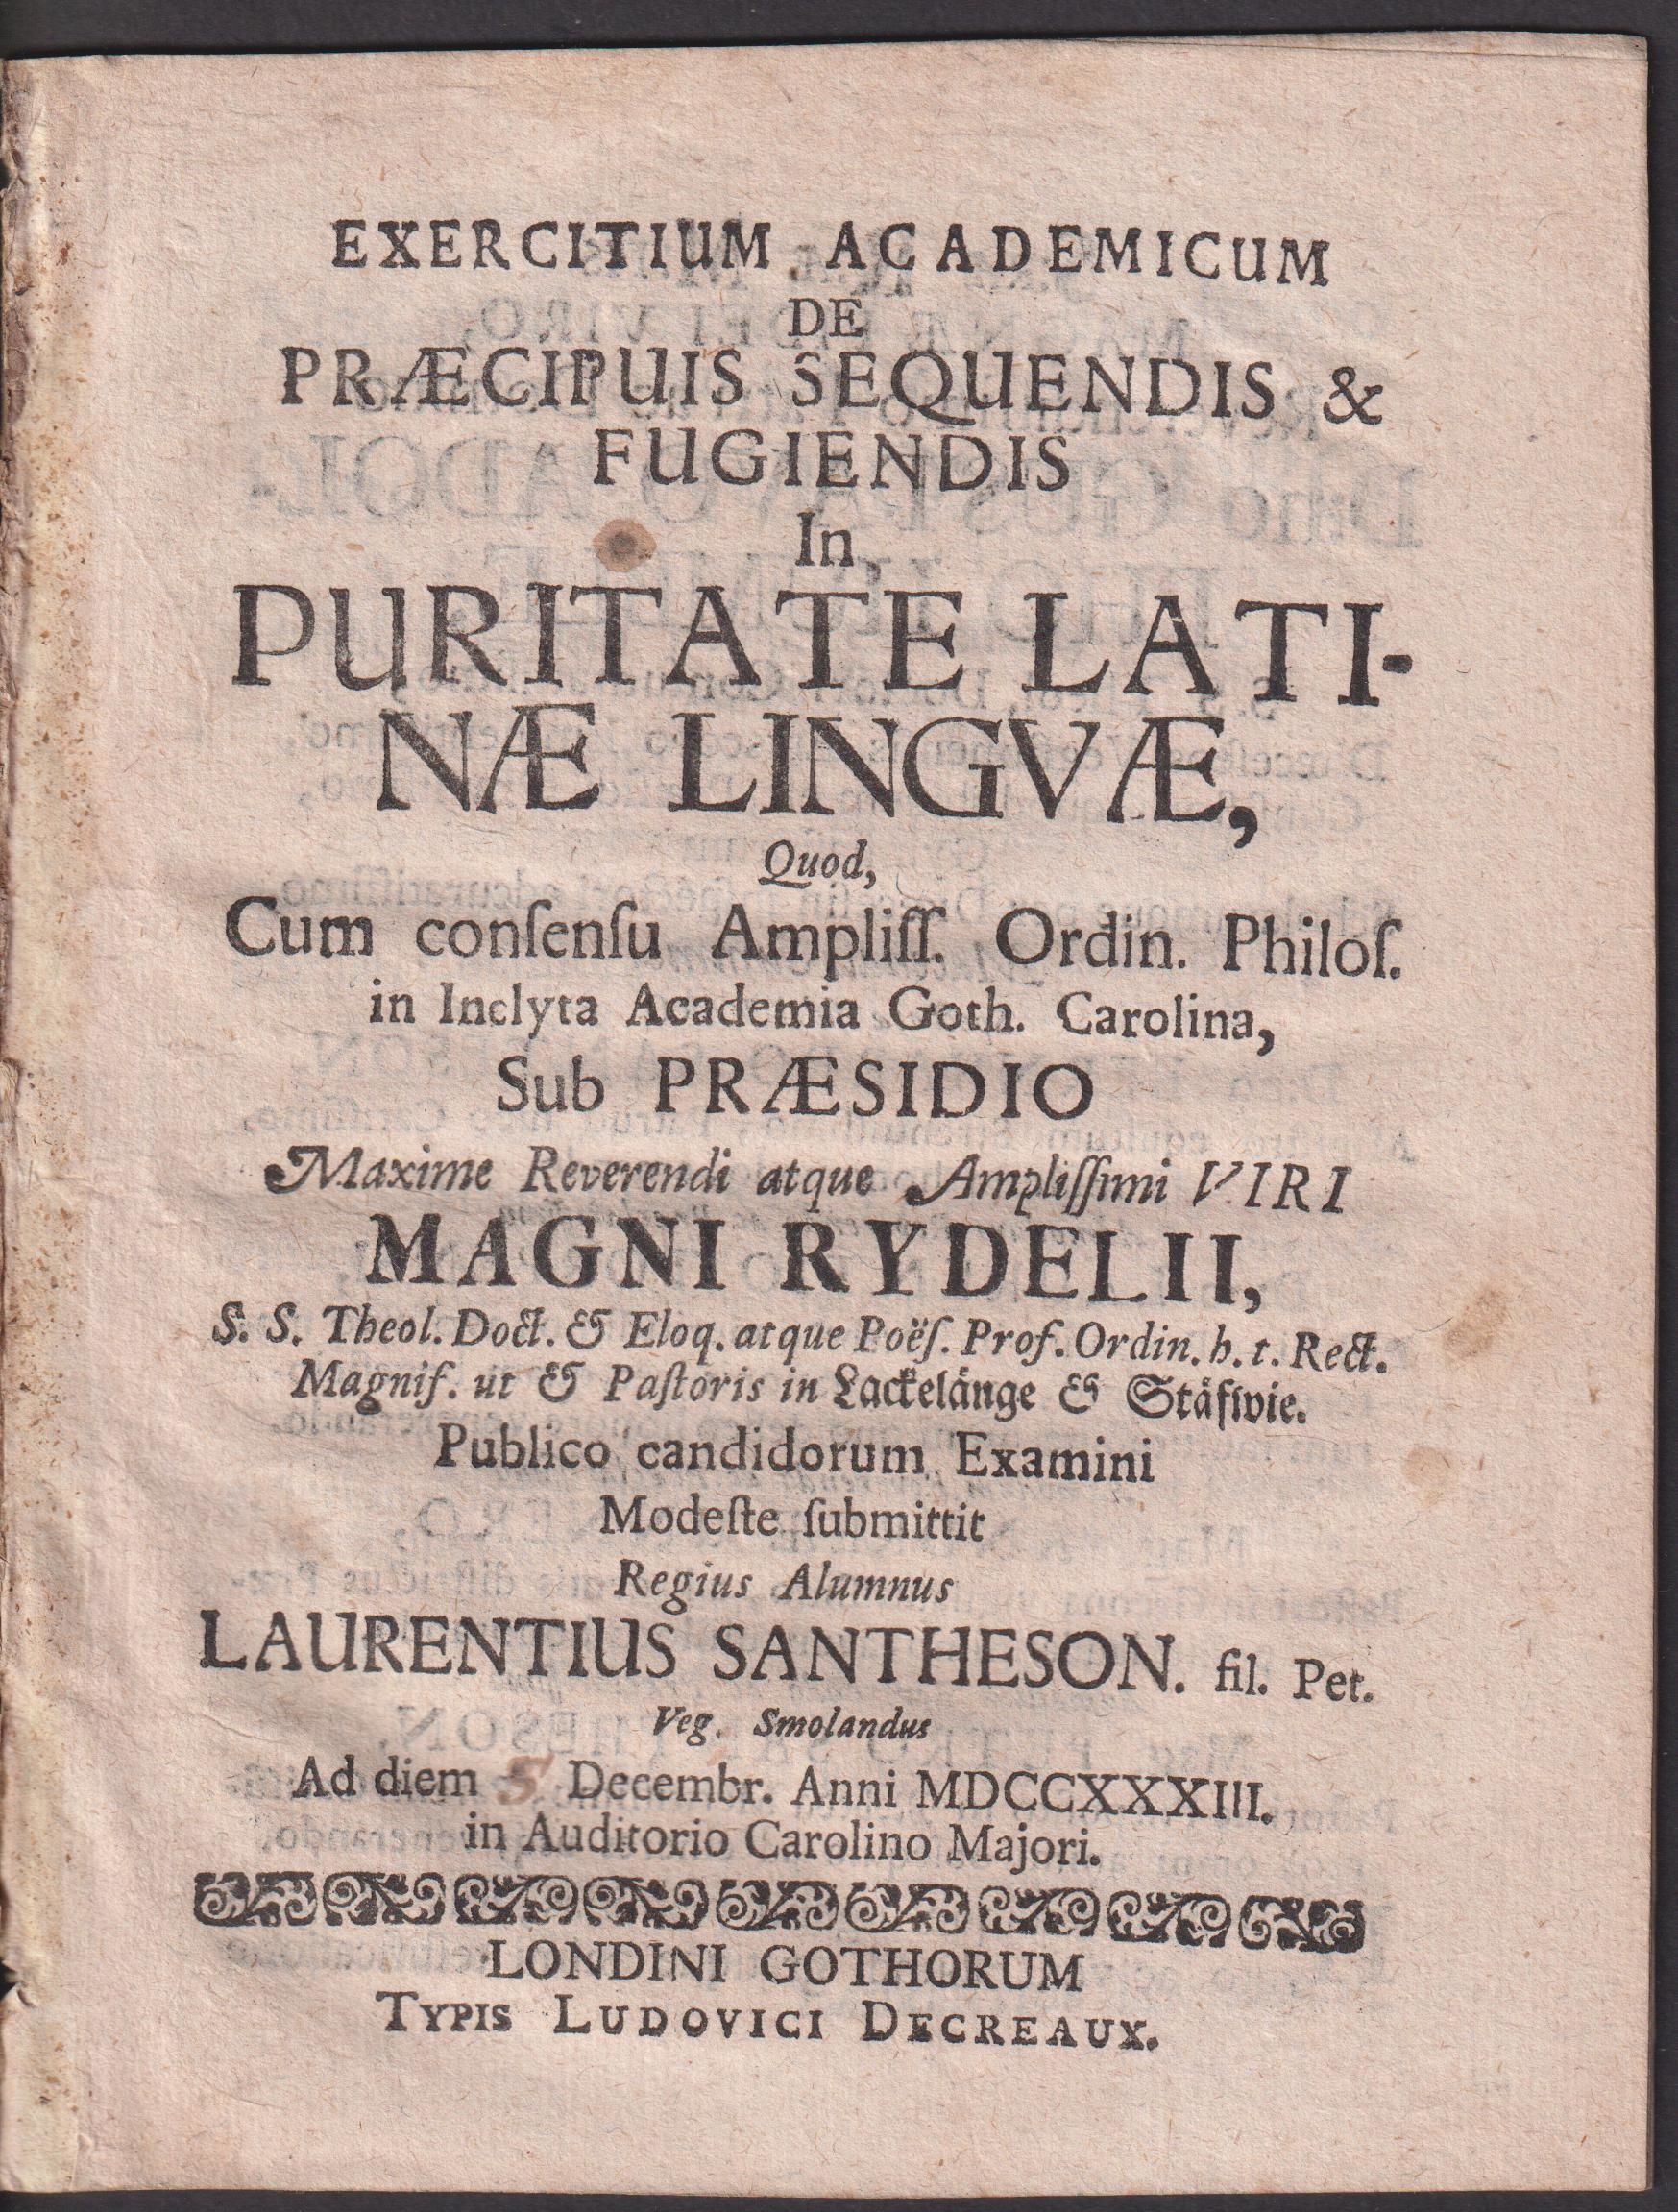 EXERCITIUM ACADEMICUM
DE
PRÆCIPUIS SEQUENDIS &
FUGIENDIS
In
PURITATE LATI-
NÆ LINGVÆ,
Quod,
Cum conſenſu Ampliſſ. Ordin. Philoſ.
in Inclyta Academia Goth. Carolina,
Sub PRÆSIDIO
Maxime Reverendi atque Ampliſſimi VIRI
MAGNI RYDELII,
S. S. Theol. Doct. & Eloq. atque Poëſ. Prof. Ordin. h. t. Rect.
Magnif. ut & Paſtoris in Lackelänge & Stäfwie.
Publico candidorum Examini
Modeſte ſubmittit
Regius Alumnus
LAURENTIUS SANTHESON. fil. Pet.
Veg. Smolandus
Ad diem 5 Decembr. Anni MDCCXXXIII.
in Auditorio Carolino Majori.
LONDINI GOTHORUM
TYPIS LUDOVICI DECREAUX.